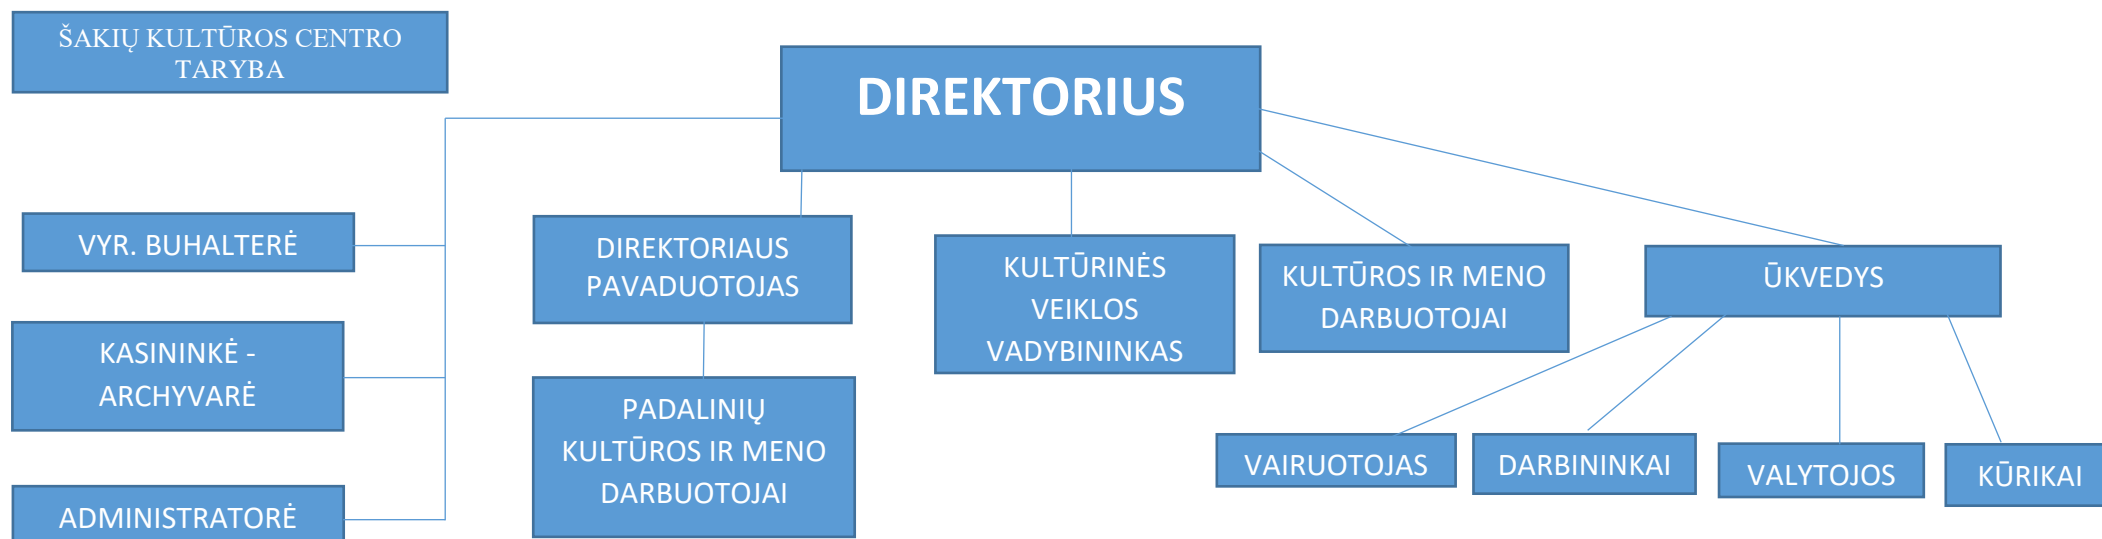 ŠAKIŲ KULTŪROS CENTRO
TARYBA
DIREKTORIUS
VYR. BUHALTERĖ
KASININKĖ -
ARCHYVARĖ
ADMINISTRATORĖ
DIREKTORIAUS
PAVADUOTOJAS
PADALINIŲ
KULTŪROS IR MENO
DARBUOTOJAI
KULTŪRINĖS
VEIKLOS
VADYBININKAS
KULTŪROS IR MENO
DARBUOTOJAI
ŪKVEDYS
VAIRUOTOJAS
DARBININKAI
VALYTOJOS
KŪRIKAI